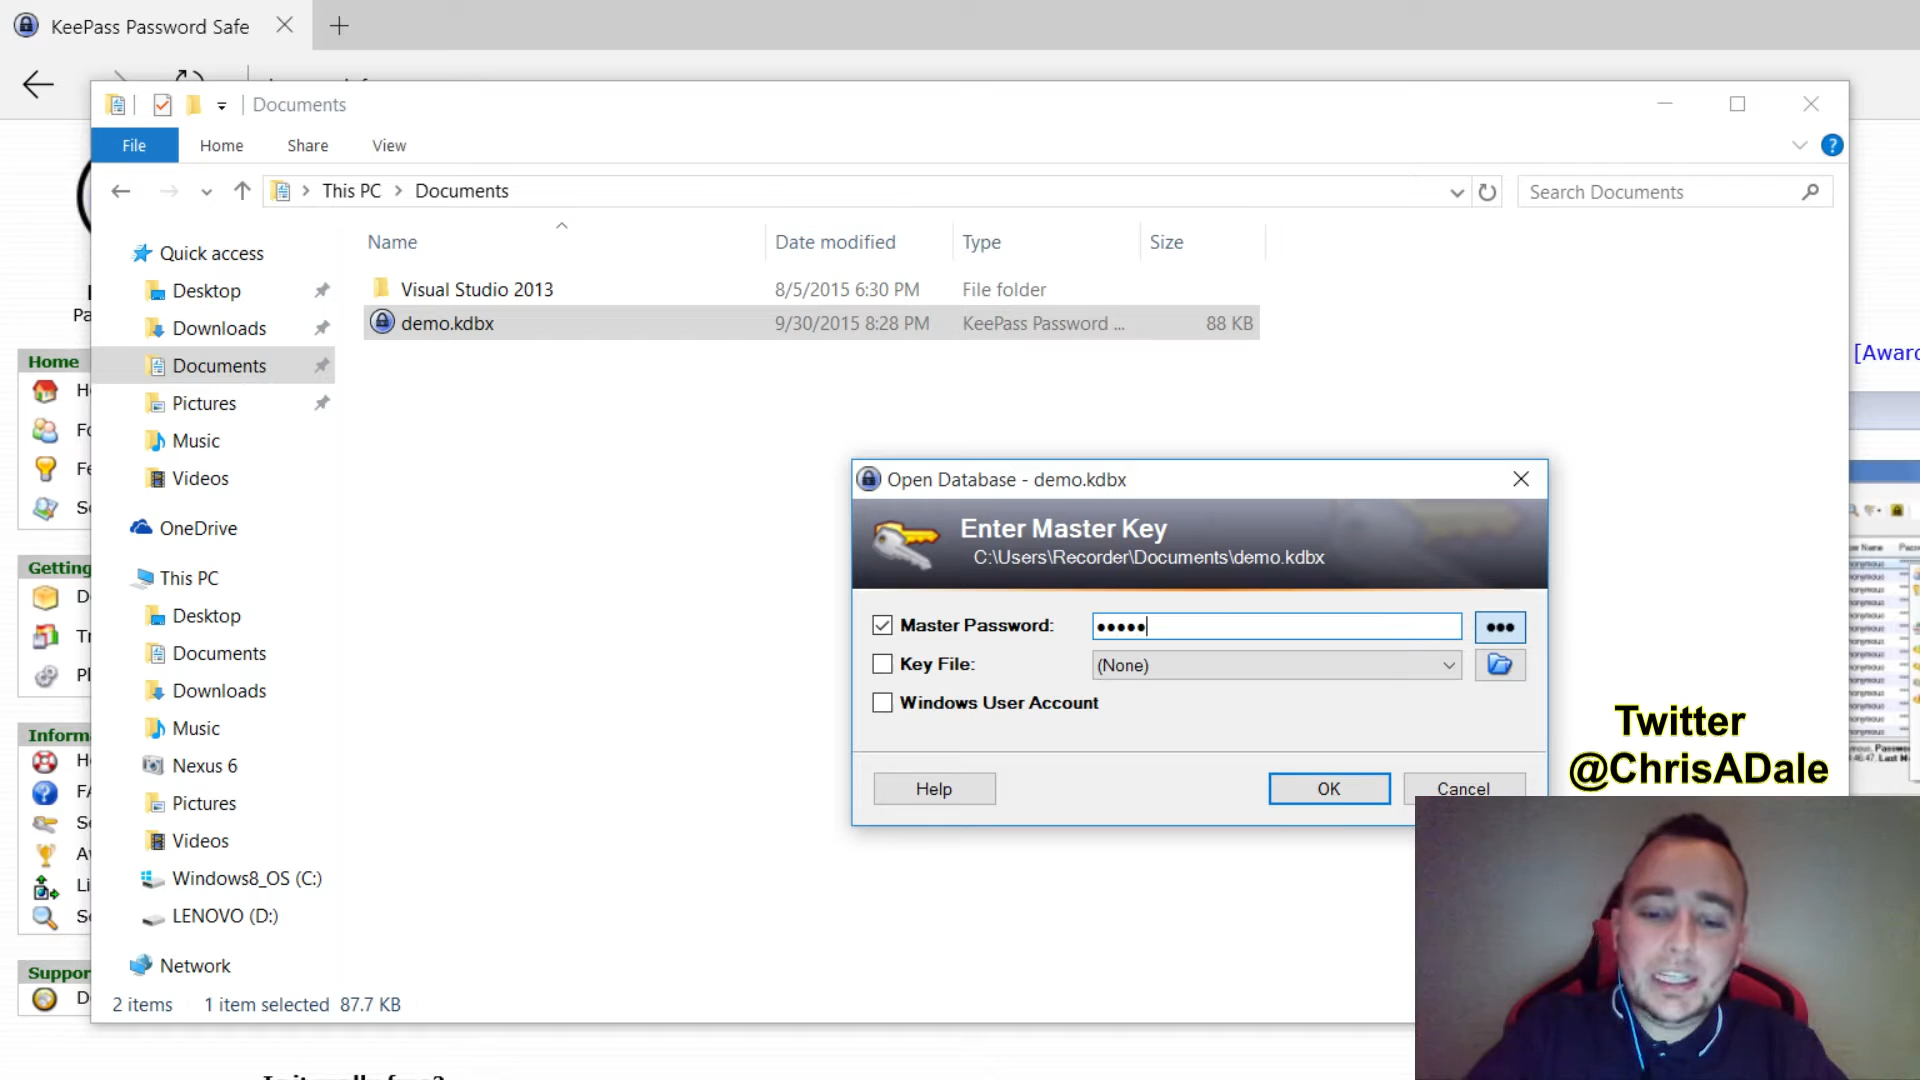 KeePass Password Safe
Documents
File Home Share View
This PC Documents
Search Documents
Name Date modified Type Size
Quick access
Visual Studio 2013 8/5/2015 6:30 PM File folder
Desktop
demo.kdbx 9/30/2015 8:28 PM KeePass Password ... 88 KB
Downloads
Documents
Pictures
Music
Videos
OneDrive
This PC
Desktop
Documents
Downloads
Music
Nexus 6
Pictures
Videos
Windows8_OS (C:)
LENOVO (D:)
Network
2 items 1 item selected 87.7 KB
Open Database - demo.kdbx
Enter Master Key
C:\Users\Recorder\Documents\demo.kdbx
Master Password:
Key File: (None)
Windows User Account
Help OK Cancel
Twitter
@ChrisADale
Home
Getting
Inform
Suppor
[Award